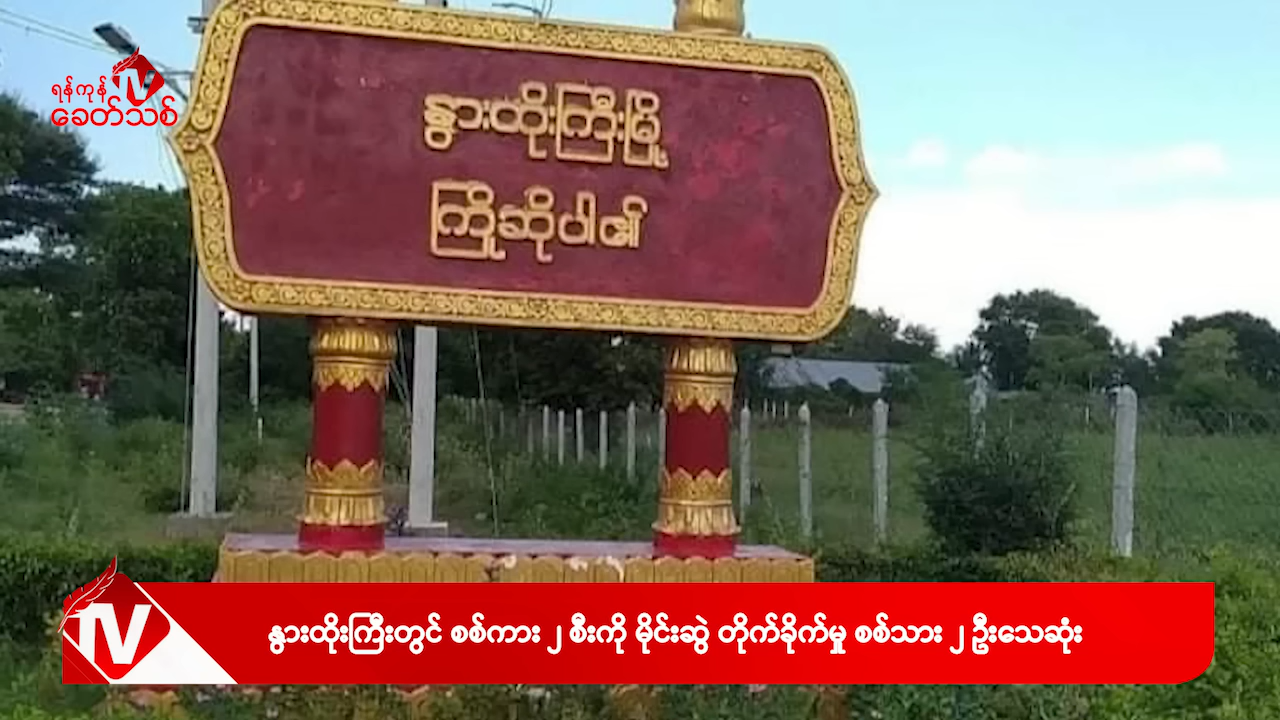 ရန်ကုန်
ခေတ်သစ်
TV
နွားထိုးကြီးမြို့
ကြိုဆိုပါ၏
TV
နွားထိုးကြီးတွင် စစ်ကား ၂ စီးကို မိုင်းဆွဲ တိုက်ခိုက်မှု စစ်သား ၂ ဦးသေဆုံး